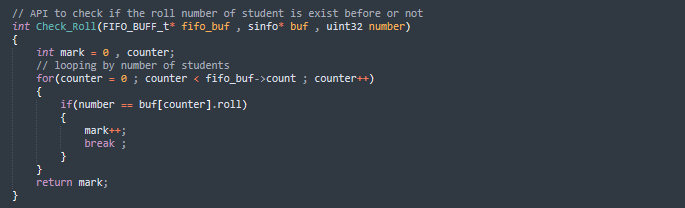 // API to check if the roll number of student is exist before or not
int Check_Roll(FIFO_BUFF_t* fifo_buf , sinfo* buf , uint32 number)
{
    int mark = 0 , counter;
    // looping by number of students
    for(counter = 0 ; counter < fifo_buf->count ; counter++)
    {
        if(number == buf[counter].roll)
        {
            mark++;
            break ;
        }
    }
    return mark;
}